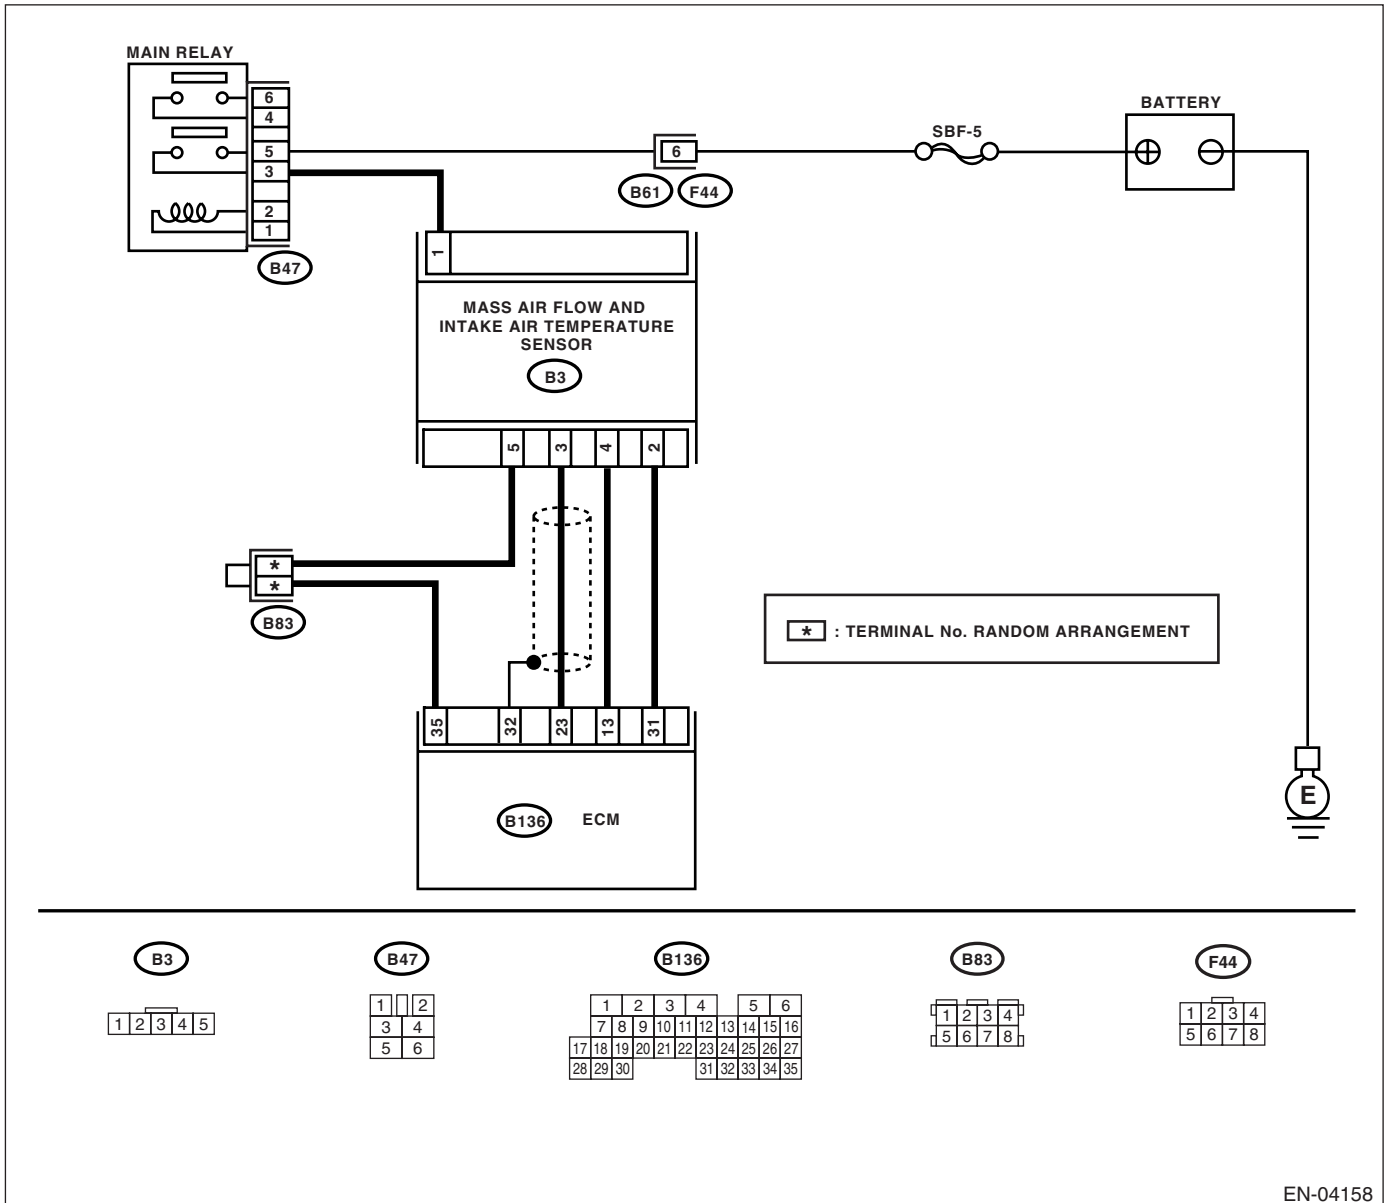 MAIN RELAY
6
4
5
3
2
1
B47
6
B61 F44
SBF-5
BATTERY
1
MASS AIR FLOW AND
INTAKE AIR TEMPERATURE
SENSOR
B3
5 3 4 2
*
*
B83
* : TERMINAL No. RANDOM ARRANGEMENT
35 32 23 13 31
B136 ECM
E
B3 B47 B136 B83 F44
1 2 3 4 5
1 2
3 4
5 6
1 2 3 4 5 6
7 8 9 10 11 12 13 14 15 16
17 18 19 20 21 22 23 24 25 26 27
28 29 30 31 32 33 34 35
1 2 3 4
5 6 7 8
1 2 3 4
5 6 7 8
EN-04158